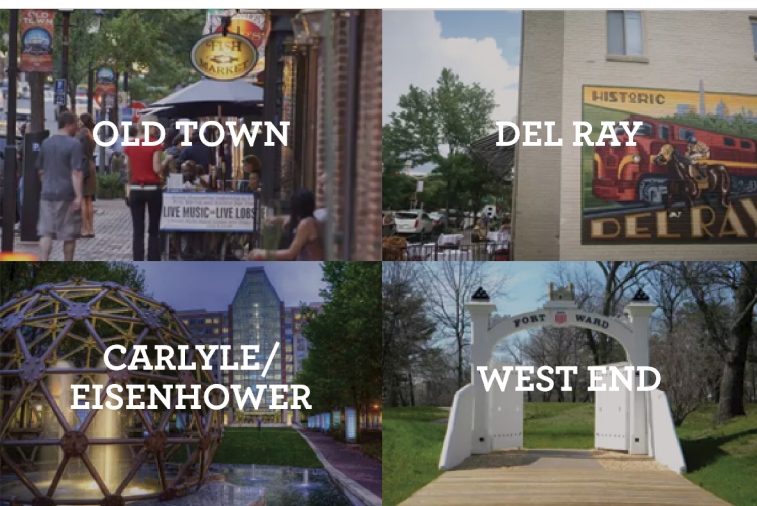 OLD TOWN
FISH
MARKET
OLD TOWN
LIVE MUSIC~LIVE LOBS
HISTORIC
DEL RAY
DEL RAY
CARLYLE/
EISENHOWER
FORT WARD
WEST END